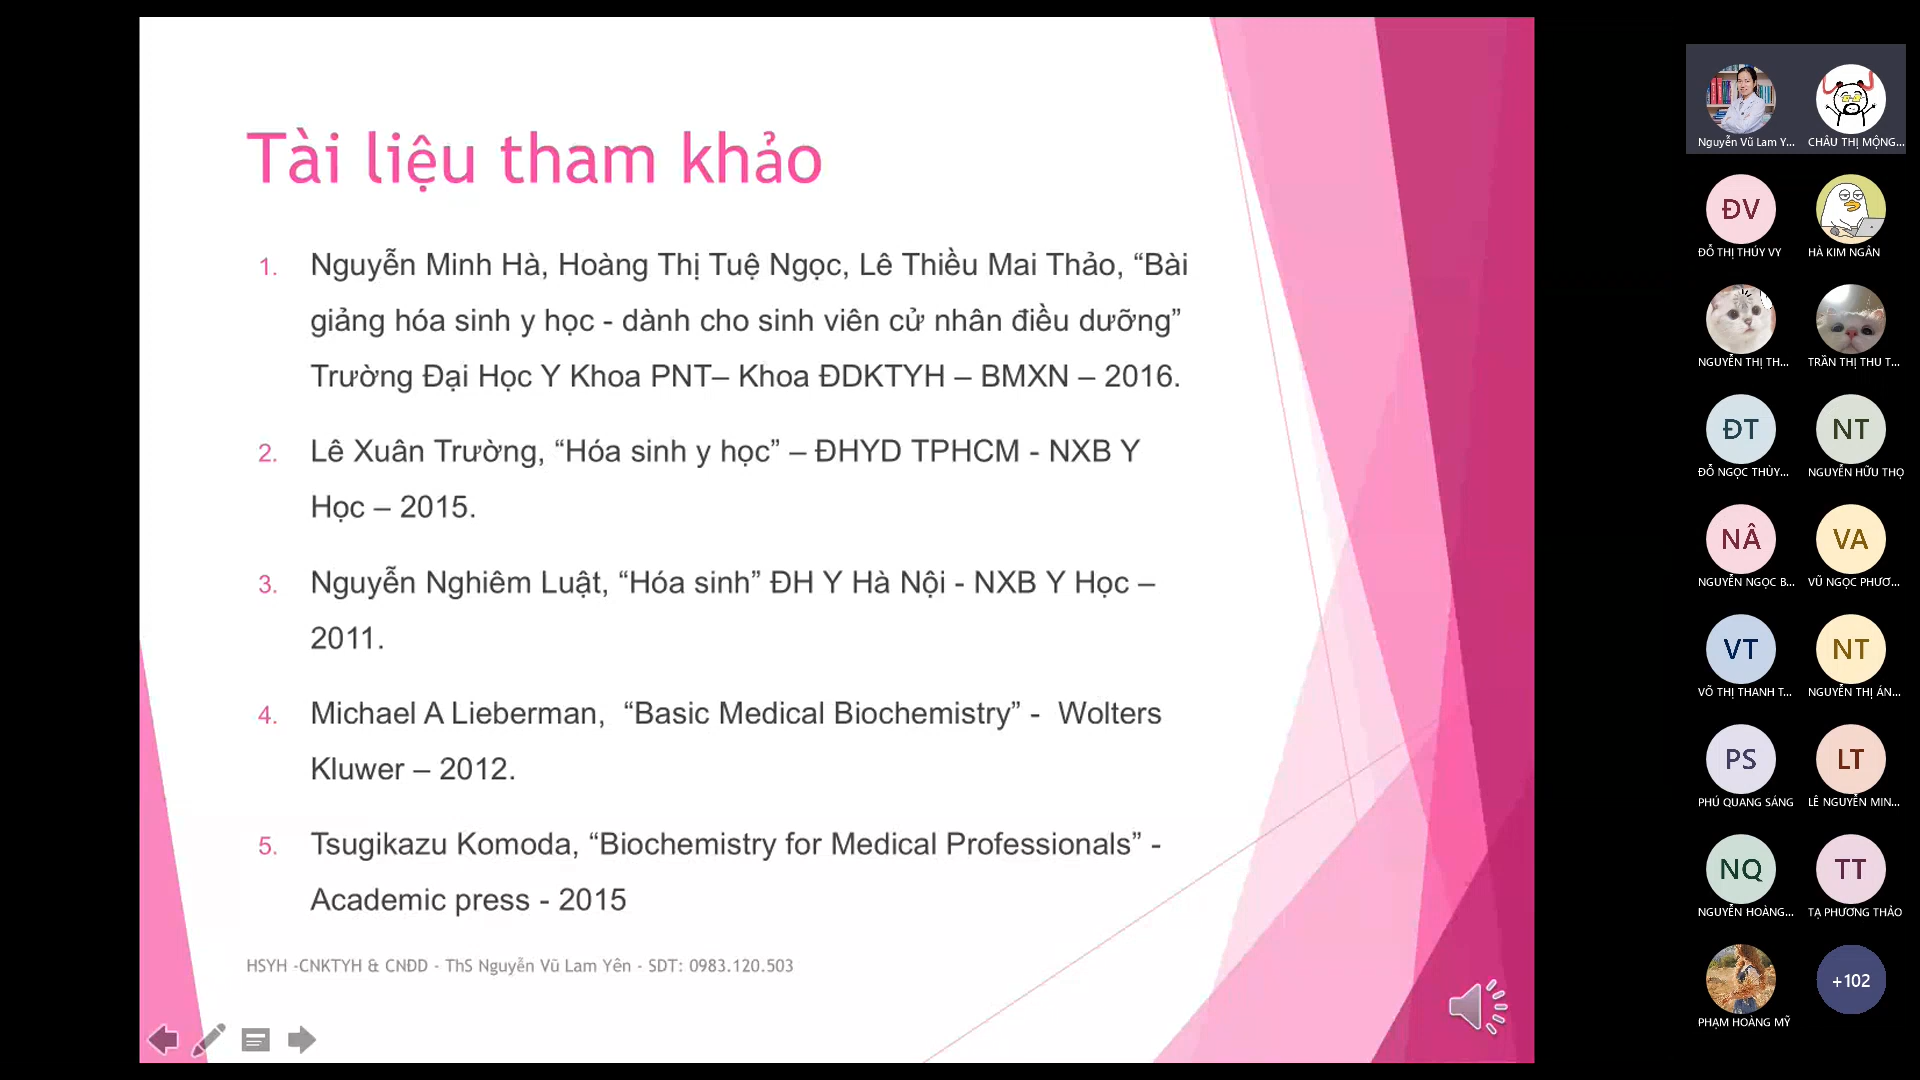 Tài liệu tham khảo
1. Nguyễn Minh Hà, Hoàng Thị Tuệ Ngọc, Lê Thiều Mai Thảo, “Bài
giảng hóa sinh y học - dành cho sinh viên cử nhân điều dưỡng”
Trường Đại Học Y Khoa PNT– Khoa ĐDKTYH – BMXN – 2016.
2. Lê Xuân Trường, “Hóa sinh y học” – ĐHYD TPHCM - NXB Y
Học – 2015.
3. Nguyễn Nghiêm Luật, “Hóa sinh” ĐH Y Hà Nội - NXB Y Học –
2011.
4. Michael A Lieberman, “Basic Medical Biochemistry” - Wolters
Kluwer – 2012.
5. Tsugikazu Komoda, “Biochemistry for Medical Professionals” -
Academic press - 2015
HSYH -CNKTYH & CNĐD - ThS Nguyễn Vũ Lam Yên - SDT: 0983.120.503
Nguyễn Vũ Lam Y...
CHÂU THỊ MỘNG...
ĐV
ĐỖ THỊ THÚY VY
HÀ KIM NGÂN
NGUYỄN THỊ TH...
TRẦN THỊ THU T...
ĐT
NT
ĐỖ NGỌC THÙY...
NGUYỄN HỮU THỌ
NÂ
VA
NGUYỄN NGỌC B...
VŨ NGỌC PHƯƠ...
VT
NT
VÕ THỊ THANH T...
NGUYỄN THỊ ÁN...
PS
LT
PHÚ QUANG SÁNG
LÊ NGUYỄN MIN...
NQ
TT
NGUYỄN HOÀNG...
TẠ PHƯƠNG THẢO
+102
PHẠM HOÀNG MỸ